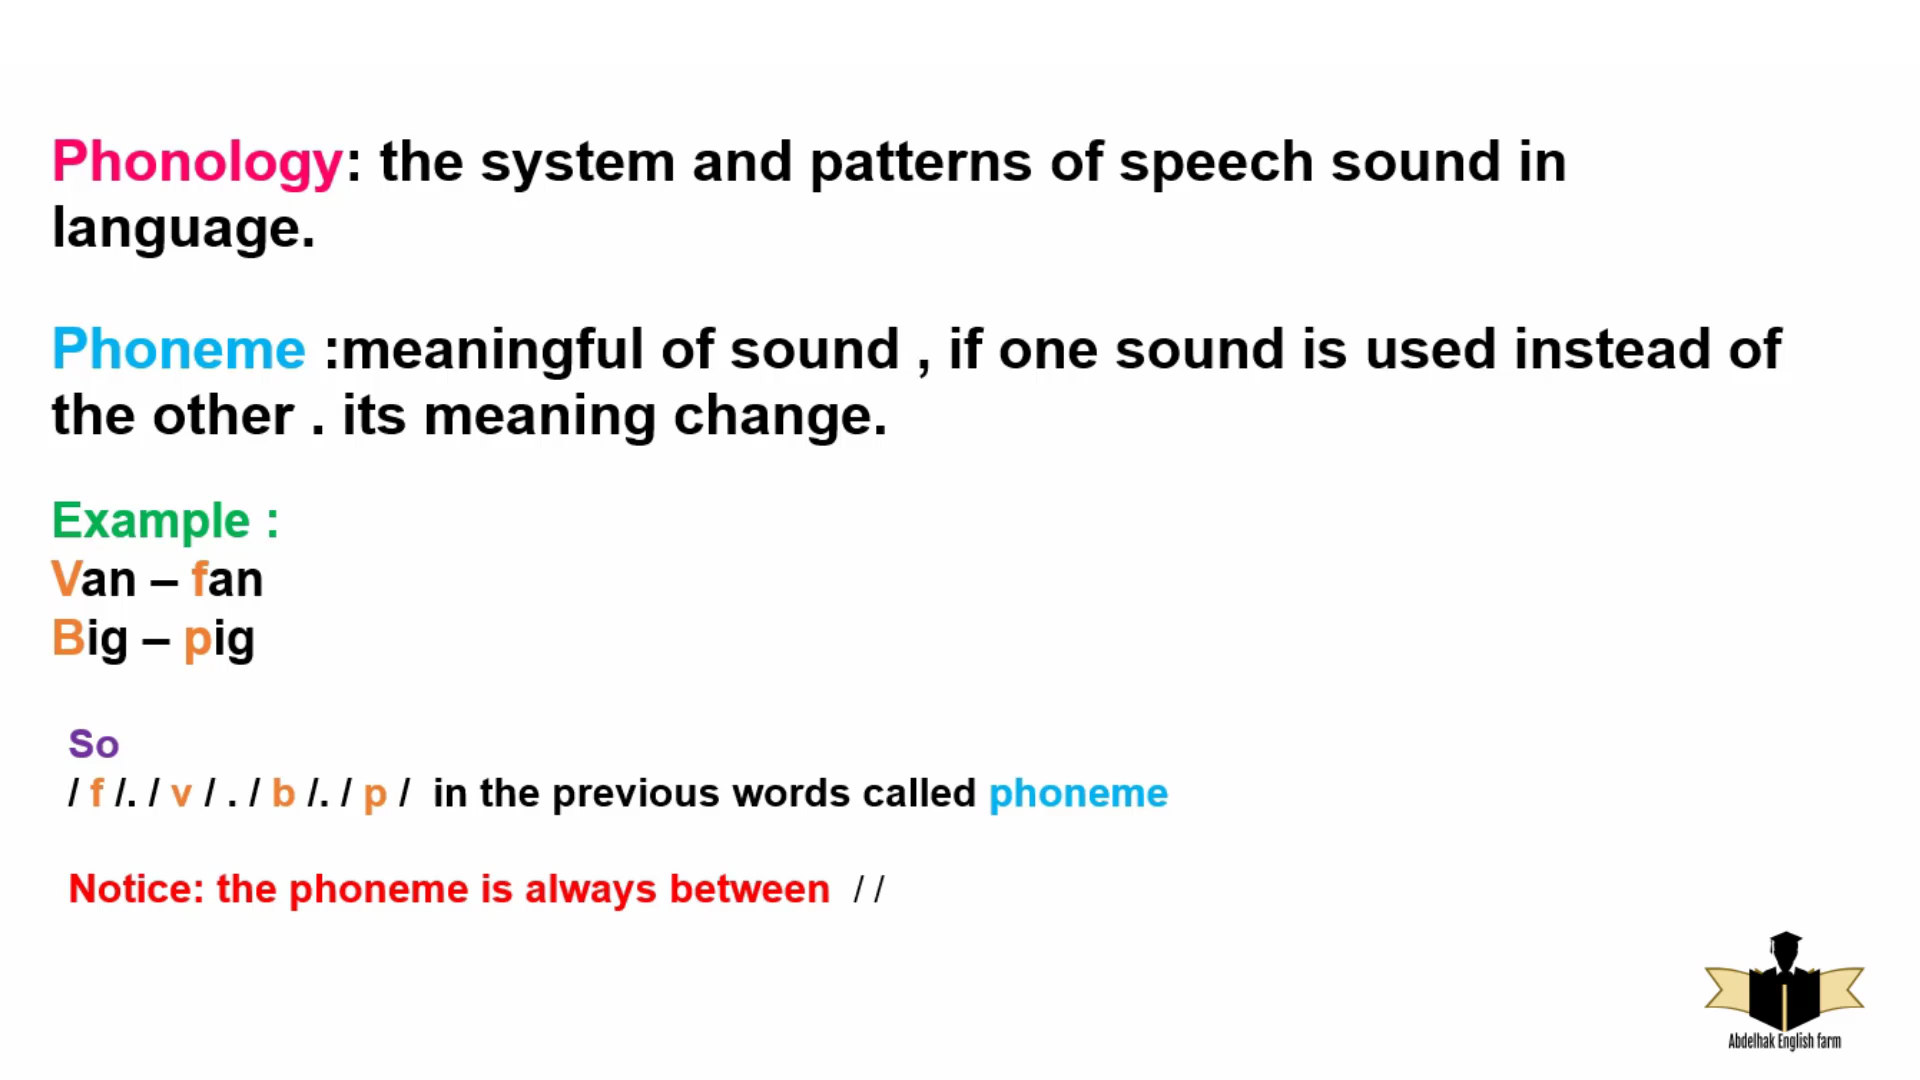 Phonology: the system and patterns of speech sound in
language.
Phoneme :meaningful of sound , if one sound is used instead of
the other . its meaning change.
Example :
Van – fan
Big – pig
So
/ f /. / v / . / b /. / p / in the previous words called phoneme
Notice: the phoneme is always between / /
Abdelhak English farm